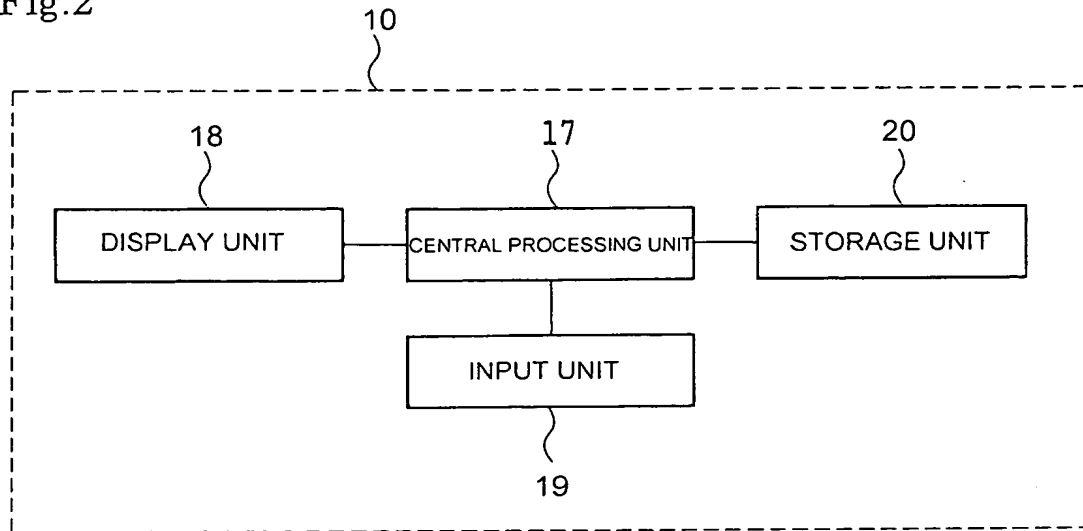 Fig.2
10
18
17
20
DISPLAY UNIT
CENTRAL PROCESSING UNIT
STORAGE UNIT
INPUT UNIT
19